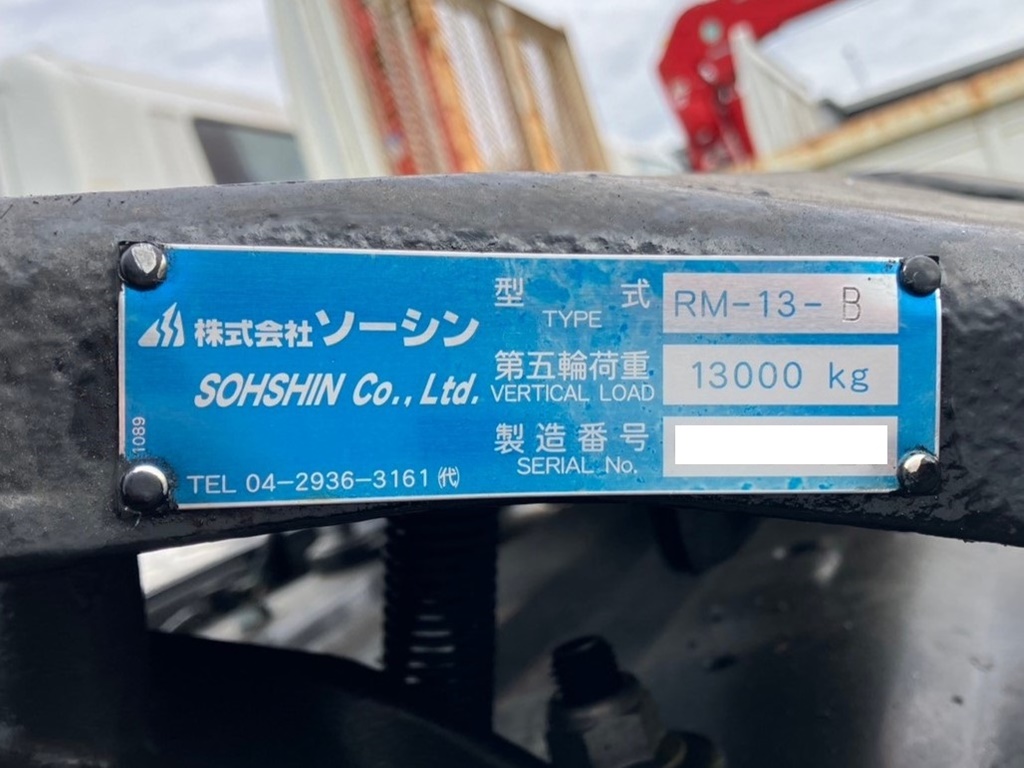 株式会社ソーシン
SOHSHIN Co., Ltd.
1089
TEL 04-2936-3161㈹
型式 RM-13-B
TYPE
第五輪荷重 13000 kg
VERTICAL LOAD
製造番号
SERIAL No.